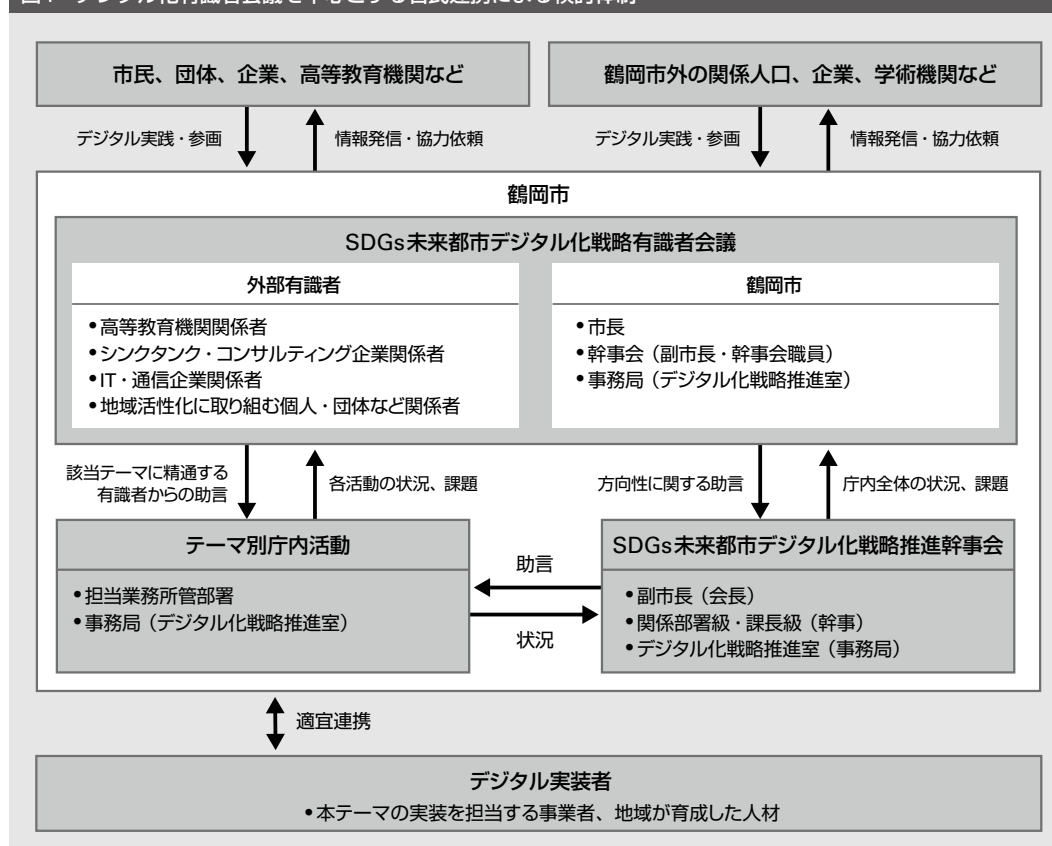 市民、団体、企業、高等教育機関など
鶴岡市外の関係人口、企業、学術機関など
デジタル実践・参画
情報発信・協力依頼
デジタル実践・参画
情報発信・協力依頼
鶴岡市
SDGs未来都市デジタル化戦略有識者会議
外部有識者
•高等教育機関関係者
•シンクタンク・コンサルティング企業関係者
•IT・通信企業関係者
•地域活性化に取り組む個人・団体など関係者
鶴岡市
•市長
•幹事会（副市長・幹事会職員）
•事務局（デジタル化戦略推進室）
該当テーマに精通する
有識者からの助言
各活動の状況、課題
方向性に関する助言
庁内全体の状況、課題
テーマ別庁内活動
•担当業務所管部署
•事務局（デジタル化戦略推進室）
助言
状況
SDGs未来都市デジタル化戦略推進幹事会
•副市長（会長）
•関係部署級・課長級（幹事）
•デジタル化戦略推進室（事務局）
適宜連携
デジタル実装者
•本テーマの実装を担当する事業者、地域が育成した人材